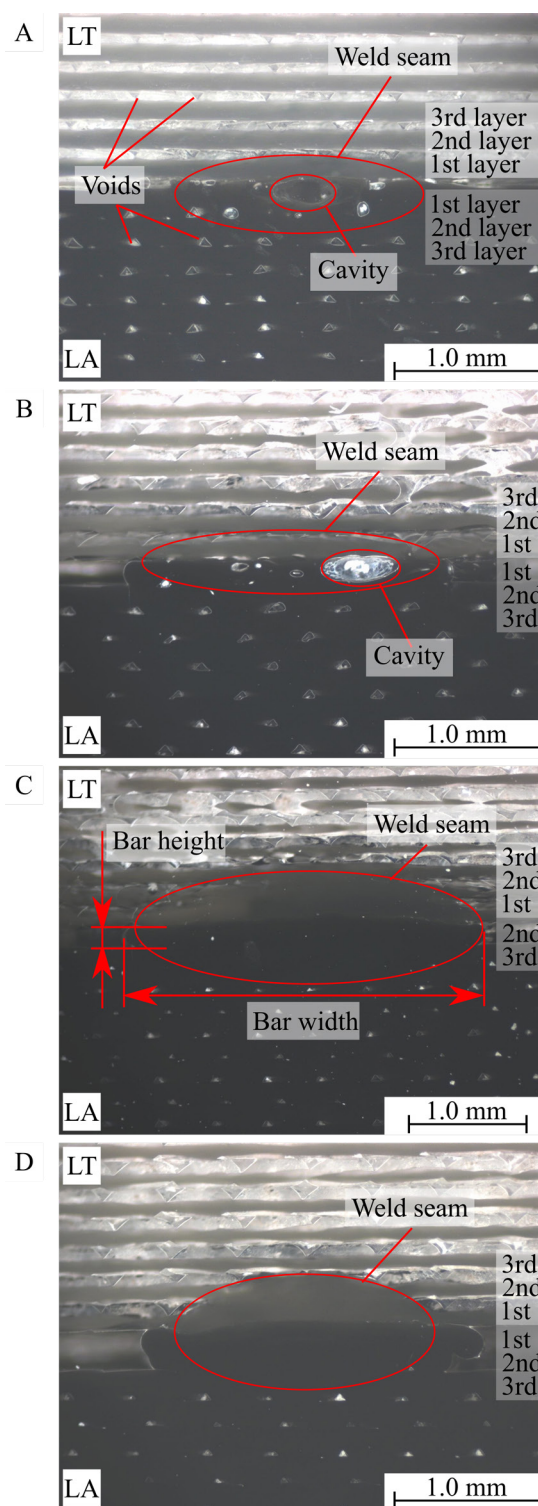 A
LT
Weld seam
3rd layer
2nd layer
1st layer
Voids
1st layer
2nd layer
3rd layer
Cavity
LA
1.0 mm
B
LT
Weld seam
3rd
2nd
1st
1st
2nd
3rd
Cavity
LA
1.0 mm
C
LT
Weld seam
Bar height
3rd
2nd
1st
2nd
3rd
Bar width
LA
1.0 mm
D
LT
Weld seam
3rd
2nd
1st
1st
2nd
3rd
LA
1.0 mm